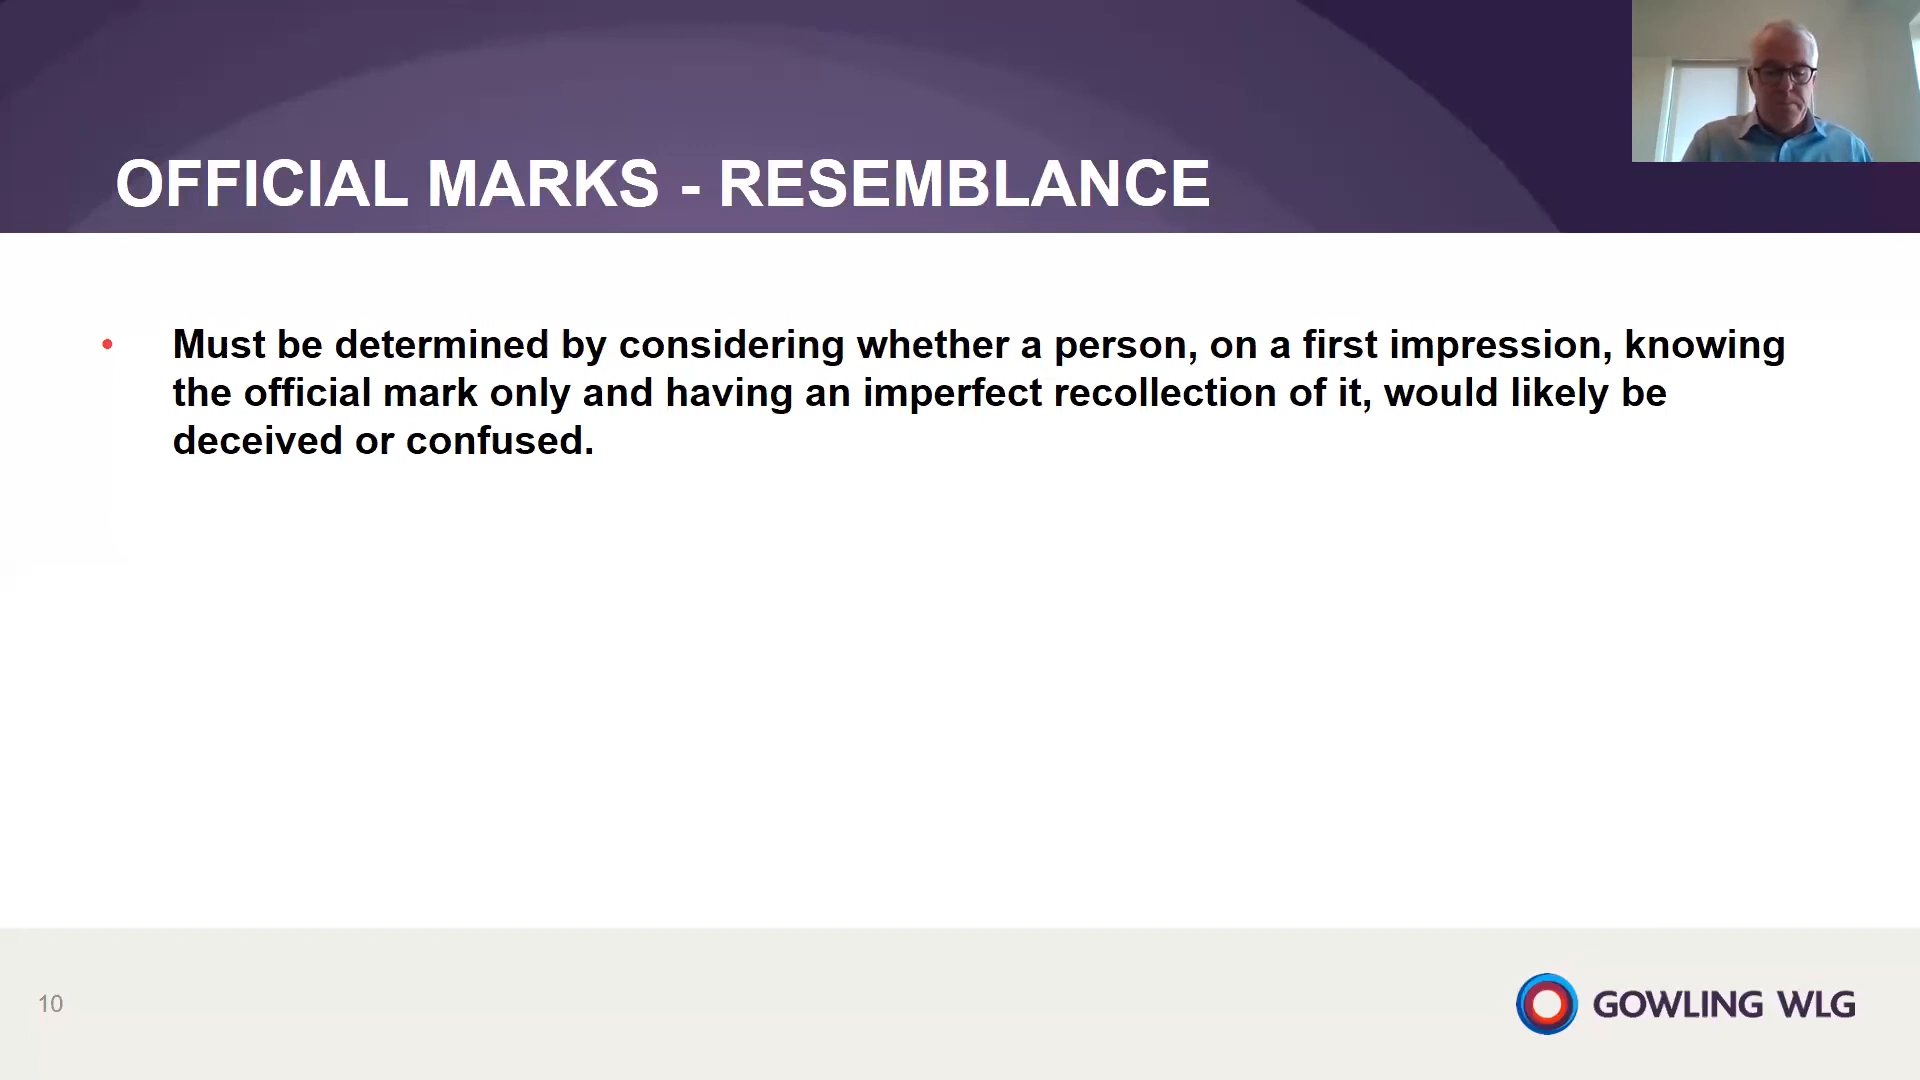 OFFICIAL MARKS - RESEMBLANCE
• Must be determined by considering whether a person, on a first impression, knowing
the official mark only and having an imperfect recollection of it, would likely be
deceived or confused.
10
GOWLING WLG